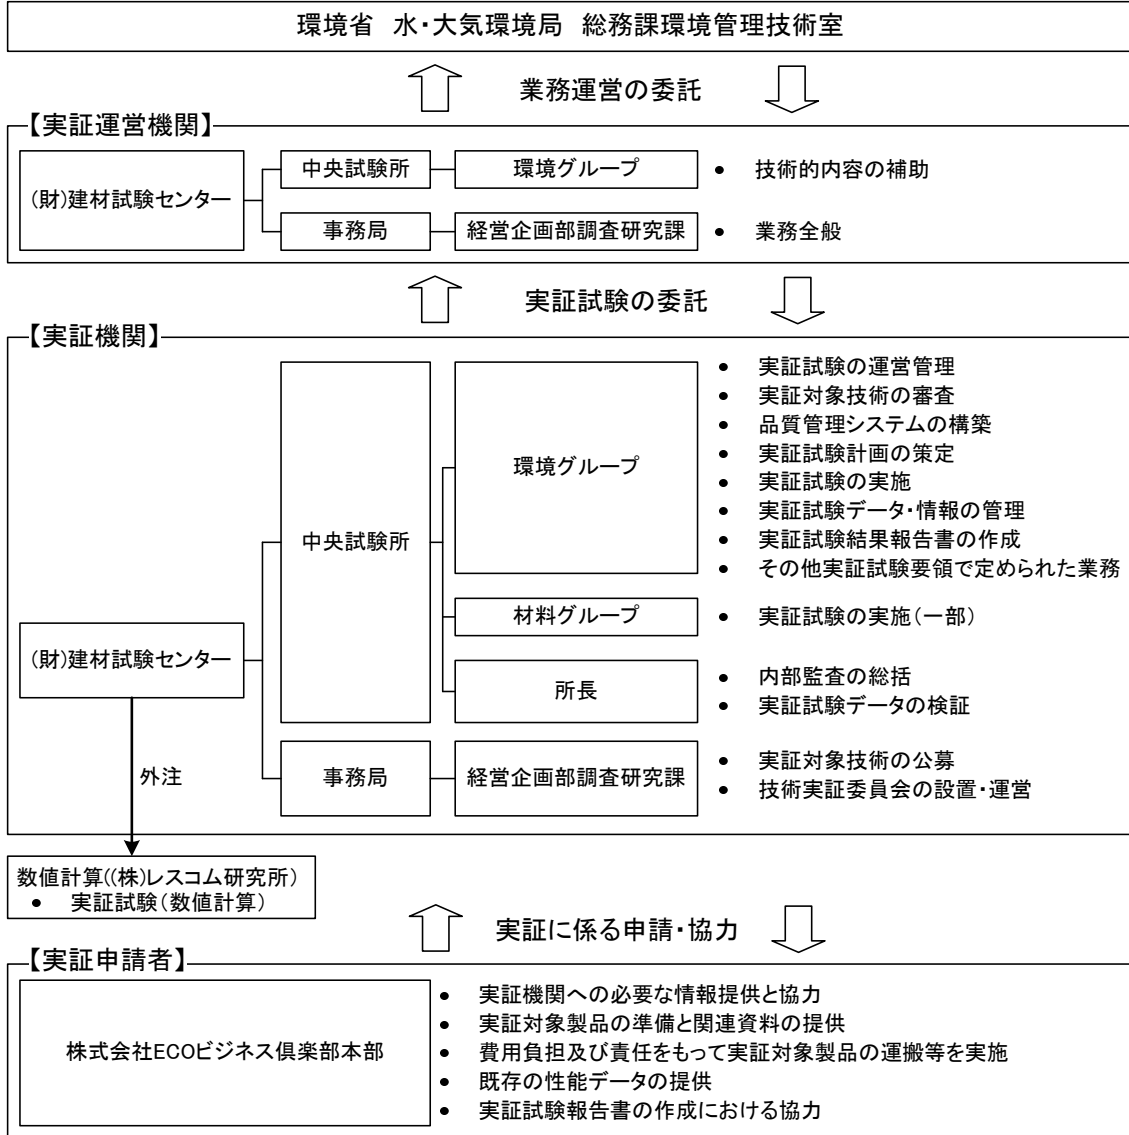 環境省 水・大気環境局 総務課環境管理技術室
業務運営の委託
【実証運営機関】
(財)建材試験センター
中央試験所
環境グループ
• 技術的内容の補助
事務局
経営企画部調査研究課
• 業務全般
実証試験の委託
【実証機関】
(財)建材試験センター
中央試験所
環境グループ
• 実証試験の運営管理
• 実証対象技術の審査
• 品質管理システムの構築
• 実証試験計画の策定
• 実証試験の実施
• 実証試験データ・情報の管理
• 実証試験結果報告書の作成
• その他実証試験要領で定められた業務
材料グループ
• 実証試験の実施(一部)
所長
• 内部監査の総括
• 実証試験データの検証
事務局
経営企画部調査研究課
• 実証対象技術の公募
• 技術実証委員会の設置・運営
外注
数値計算((株)レスコム研究所)
• 実証試験(数値計算)
実証に係る申請・協力
【実証申請者】
株式会社ECOビジネス倶楽部本部
• 実証機関への必要な情報提供と協力
• 実証対象製品の準備と関連資料の提供
• 費用負担及び責任をもって実証対象製品の運搬等を実施
• 既存の性能データの提供
• 実証試験報告書の作成における協力